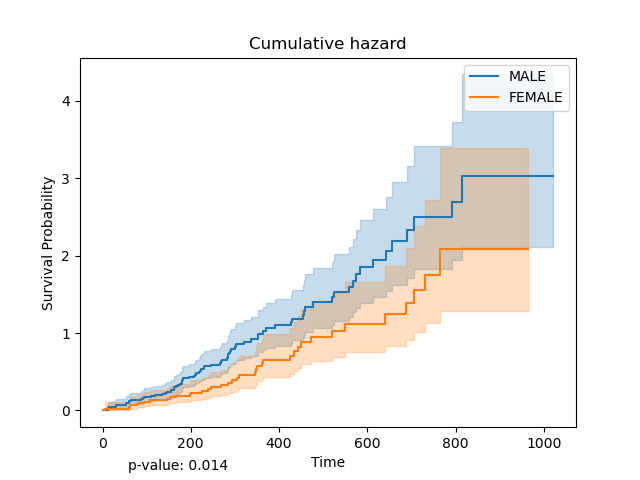 Cumulative hazard
MALE
FEMALE
Survival Probability
4
3
2
1
0
0 200 400 600 800 1000
Time
p-value: 0.014